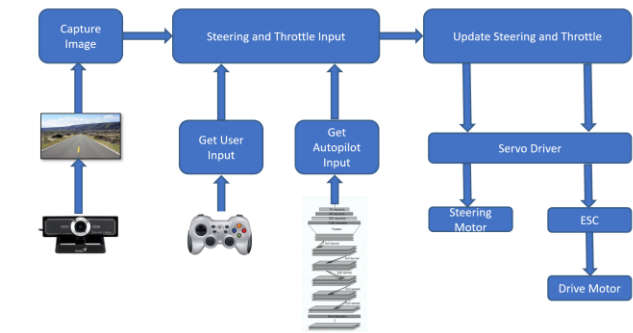 Capture
Image
Steering and Throttle Input
Update Steering and Throttle
Get User
Input
Get
Autopilot
Input
Servo Driver
Steering
Motor
ESC
Drive Motor